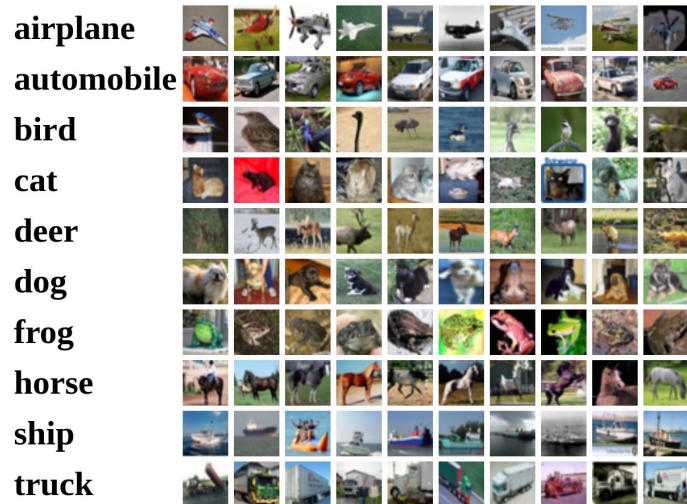 airplane
automobile
bird
cat
deer
dog
frog
horse
ship
truck